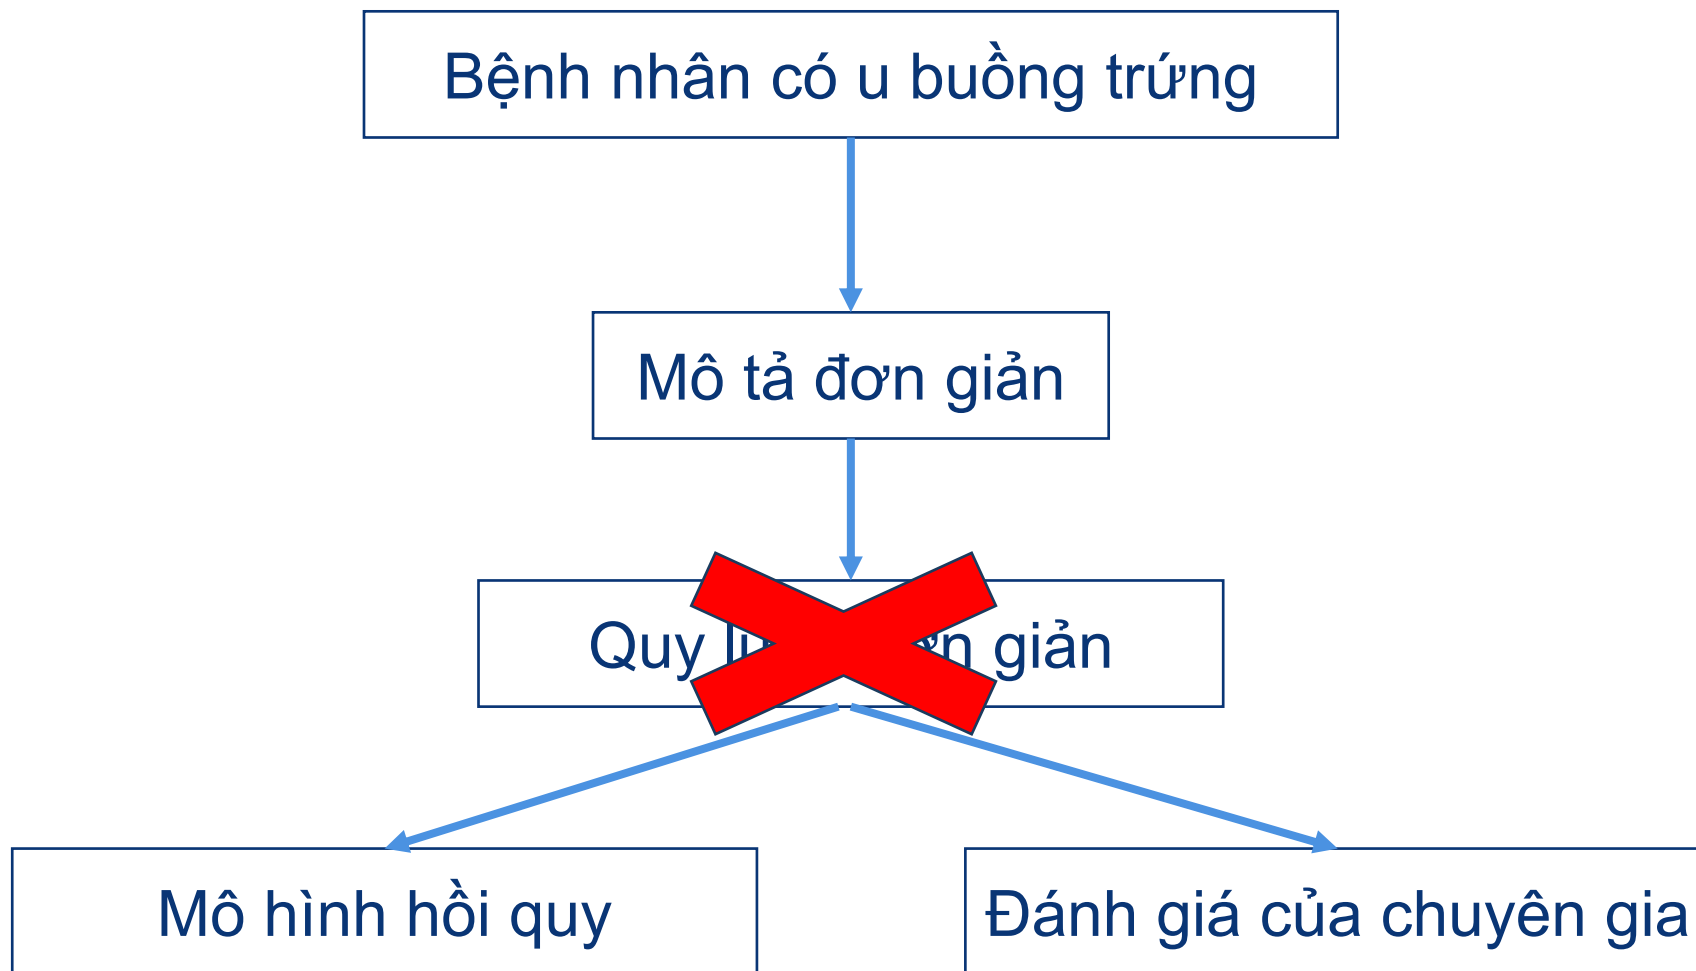 Bệnh nhân có u buồng trứng
Mô tả đơn giản
Quy giản
Mô hình hồi quy
Đánh giá của chuyên gia